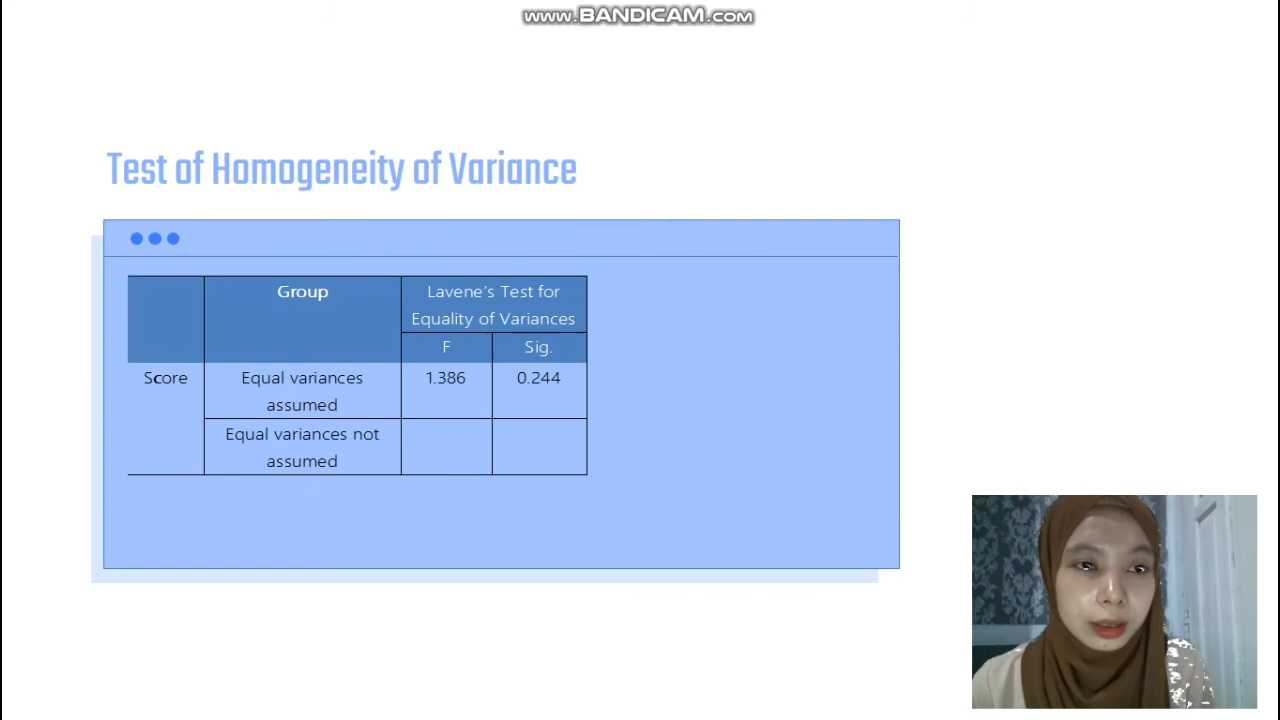 www.BANDICAM.com
Test of Homogeneity of Variance
Group
Lavene's Test for
Equality of Variances
F
Sig.
Score
Equal variances
assumed
1.386
0.244
Equal variances not
assumed